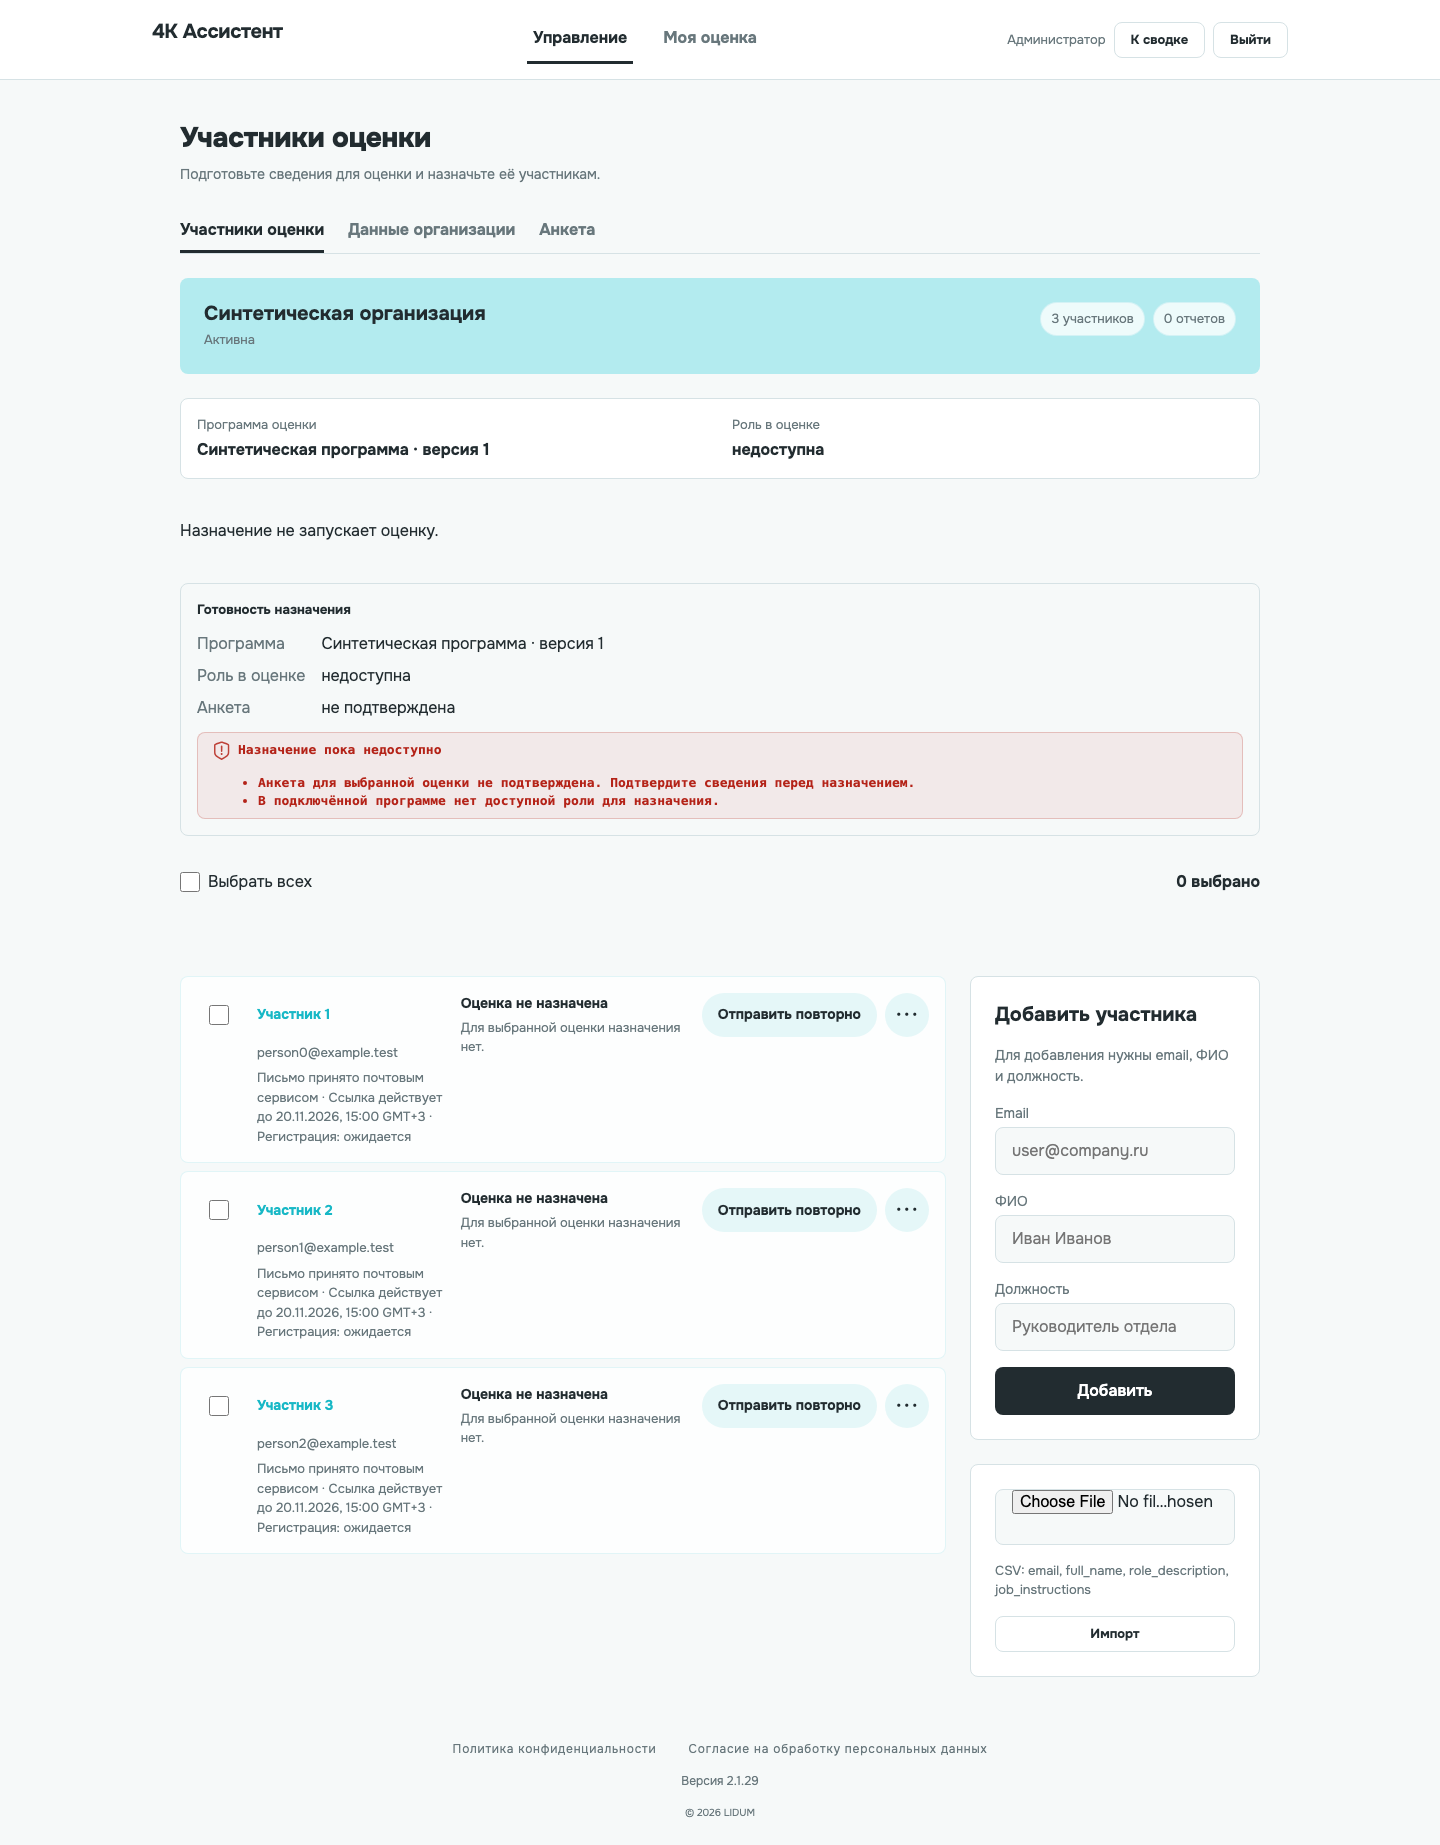 4K Ассистент
Управление
Моя оценка
Администратор
К сводке
Выйти
Участники оценки
Подготовьте сведения для оценки и назначьте её участникам.
Участники оценки
Данные организации
Анкета
Синтетическая организация
Активна
3 участников
0 отчетов
Программа оценки
Синтетическая программа · версия 1
Роль в оценке
недоступна
Назначение не запускает оценку.
Готовность назначения
Программа
Синтетическая программа · версия 1
Роль в оценке
недоступна
Анкета
не подтверждена
Назначение пока недоступно
• Анкета для выбранной оценки не подтверждена. Подтвердите сведения перед назначением.
• В подключённой программе нет доступной роли для назначения.
Выбрать всех
0 выбрано
Участник 1
person0@example.test
Письмо принято почтовым
сервисом · Ссылка действует
до 20.11.2026, 15:00 GMT+3 ·
Регистрация: ожидается
Оценка не назначена
Для выбранной оценки назначения
нет.
Отправить повторно
···
Участник 2
person1@example.test
Письмо принято почтовым
сервисом · Ссылка действует
до 20.11.2026, 15:00 GMT+3 ·
Регистрация: ожидается
Оценка не назначена
Для выбранной оценки назначения
нет.
Отправить повторно
···
Участник 3
person2@example.test
Письмо принято почтовым
сервисом · Ссылка действует
до 20.11.2026, 15:00 GMT+3 ·
Регистрация: ожидается
Оценка не назначена
Для выбранной оценки назначения
нет.
Отправить повторно
···
Добавить участника
Для добавления нужны email, ФИО
и должность.
Email
user@company.ru
ФИО
Иван Иванов
Должность
Руководитель отдела
Добавить
Choose File No fil...hosen
CSV: email, full_name, role_description,
job_instructions
Импорт
Политика конфиденциальности
Согласие на обработку персональных данных
Версия 2.1.29
© 2026 LIDUM